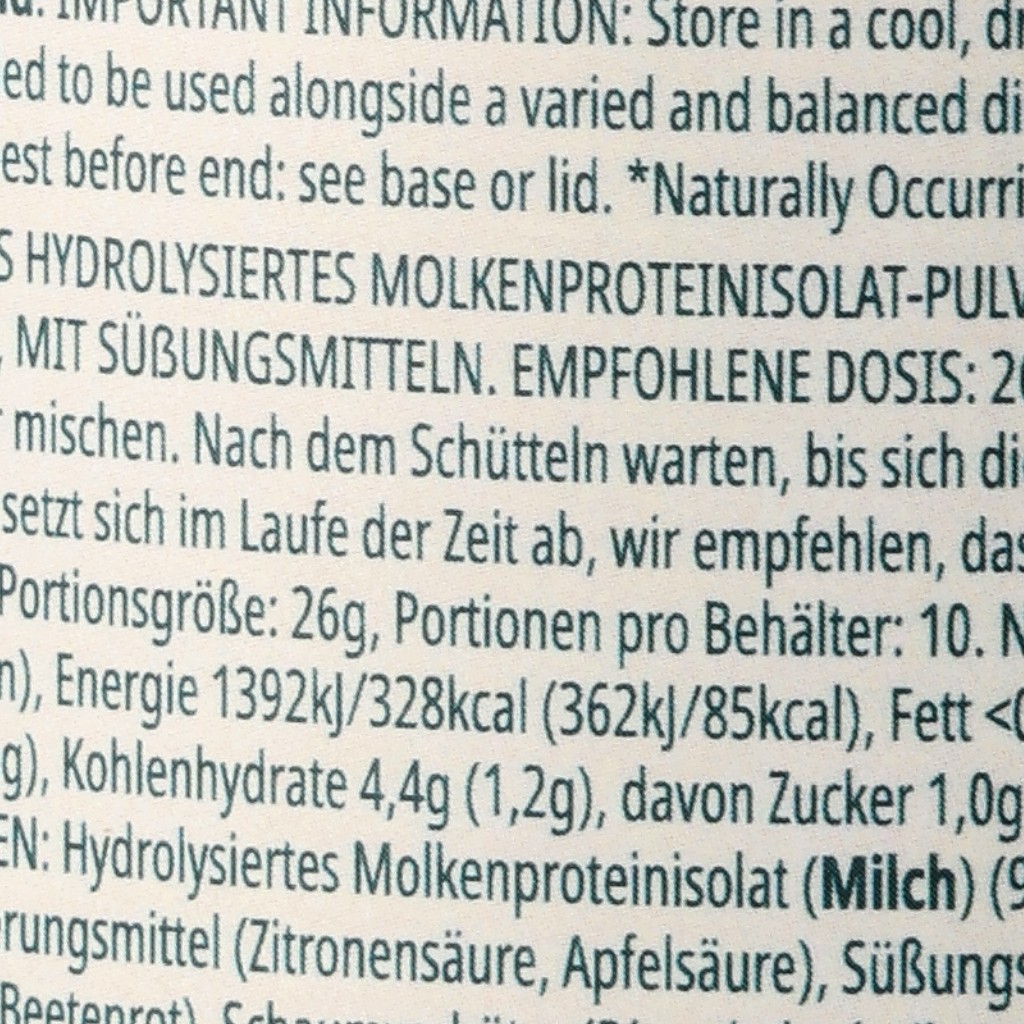 IMPORTANT INFORMATION: Store in a cool,
ed to be used alongside a varied and balanced di
est before end: see base or lid. *Naturally Occurri
S HYDROLYSIERTES MOLKENPROTEINISOLAT-PULV
, MIT SÜẞUNGSMITTELN. EMPFOHLENE DOSIS: 2
mischen. Nach dem Schütteln warten, bis sich di
setzt sich im Laufe der Zeit ab, wir empfehlen, das
Portionsgröße: 26g, Portionen pro Behälter: 10. N
n), Energie 1392kJ/328kcal (362kJ/85kcal), Fett <0
g), Kohlenhydrate 4,4g (1,2g), davon Zucker 1,0g
EN: Hydrolysiertes Molkenproteinisolat (Milch) (9
erungsmittel (Zitronensäure, Apfelsäure), Süßungs
Beetenrot),